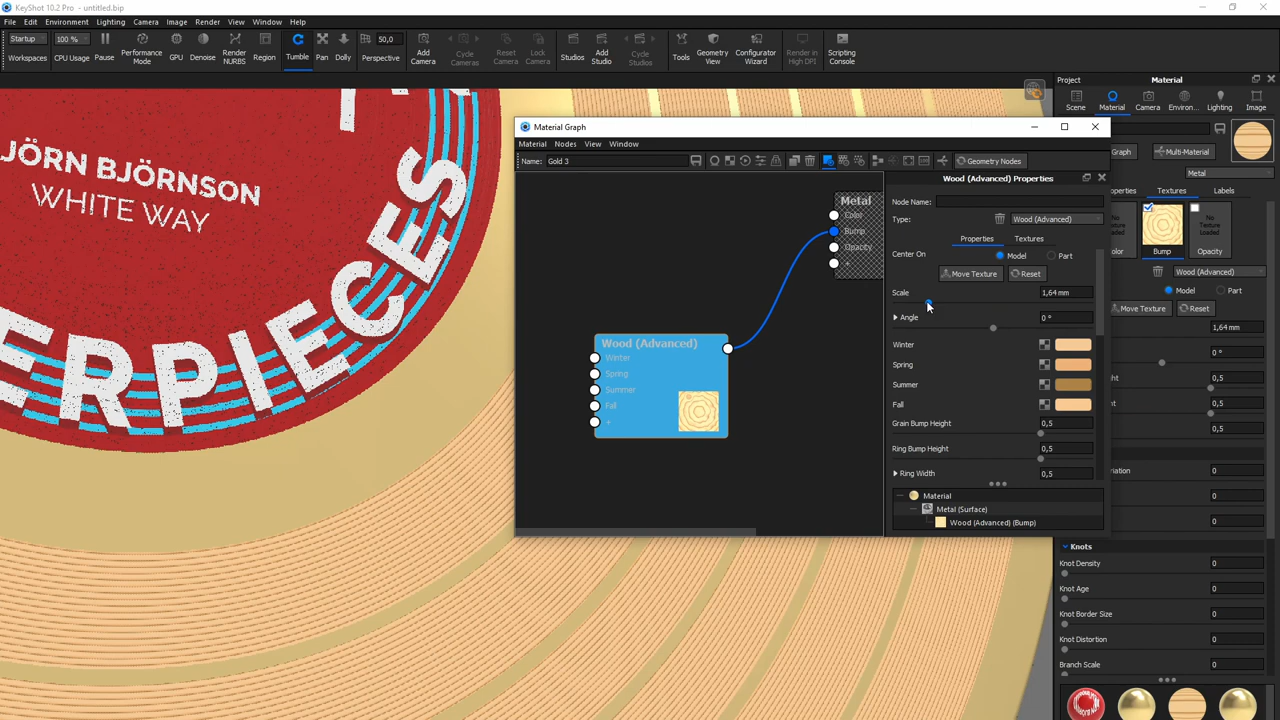 KeyShot 10.2 Pro - untitled.bip
File Edit Environment Lighting Camera Image Render View Window Help
Startup 100 % 50,0
Workspaces CPU Usage Pause Performance Mode GPU Denoise Render NURBS Region Tumble Pan Dolly Perspective Add Camera Cycle Cameras Reset Camera Lock Camera Studios Add Studio Cycle Studios Tools Geometry View Configurator Wizard Render in High DPI Scripting Console
Project Material
Scene Material Camera Environ... Lighting Image
Graph Multi-Material
Metal
Textures Labels
No Texture Loaded
Bump Opacity
Wood (Advanced)
Model Part
Move Texture Reset
1,64 mm
0 °
0,5
0,5
0,5
0
0
0
Knots
Knot Density 0
Knot Age 0
Knot Border Size 0
Knot Distortion 0
Branch Scale 0
Material Graph
Material Nodes View Window
Name: Gold 3 Geometry Nodes
Metal
Color
Bump
Opacity
+
Wood (Advanced)
Winter
Spring
Summer
Fall
+
Wood (Advanced) Properties
Node Name:
Type: Wood (Advanced)
Properties Textures
Center On Model Part
Move Texture Reset
Scale 1,64 mm
Angle 0 °
Winter
Spring
Summer
Fall
Grain Bump Height 0,5
Ring Bump Height 0,5
Ring Width 0,5
Material
Metal (Surface)
Wood (Advanced) (Bump)
JÖRN BJÖRNSON
WHITE WAY
ERPIECES